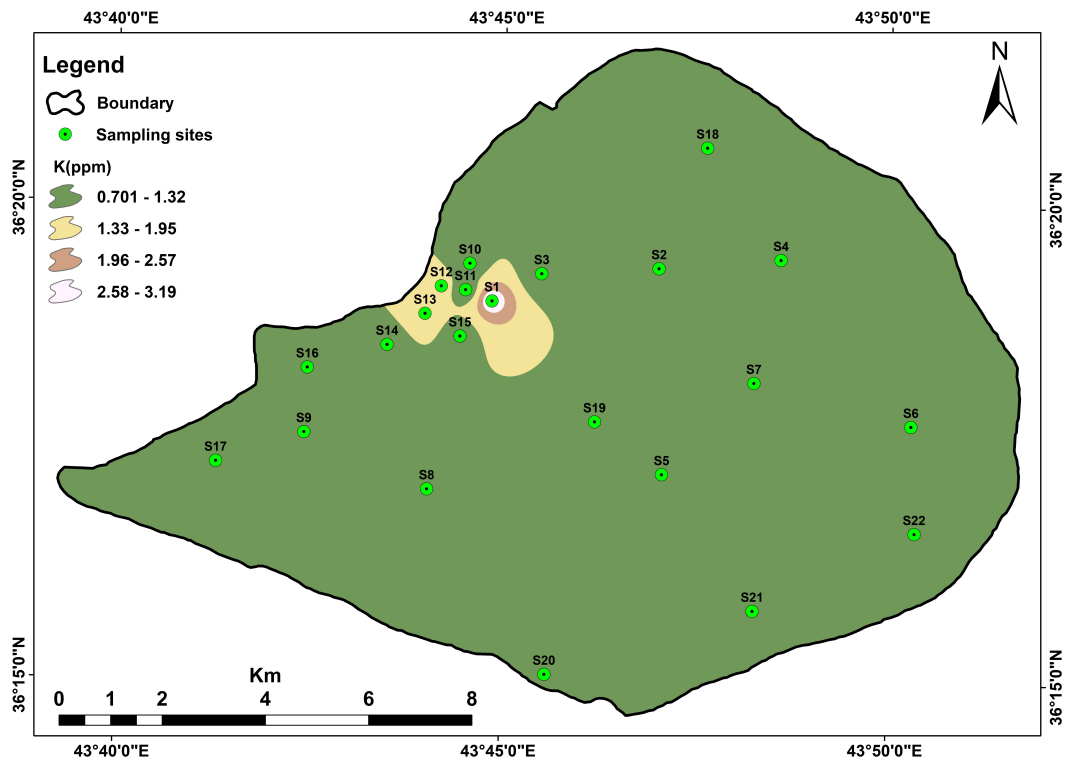 43°40'0"E 43°45'0"E 43°50'0"E
Legend
Boundary
Sampling sites
K(ppm)
0.701 - 1.32
1.33 - 1.95
1.96 - 2.57
2.58 - 3.19
N
36°20'0"N
36°20'0"N
S18
S10
S3
S2
S4
S12
S11
S1
S13
S15
S14
S16
S7
S19
S6
S9
S17
S5
S8
S22
S21
S20
36°15'0"N
36°15'0"N
Km
0 1 2 4 6 8
43°40'0"E 43°45'0"E 43°50'0"E